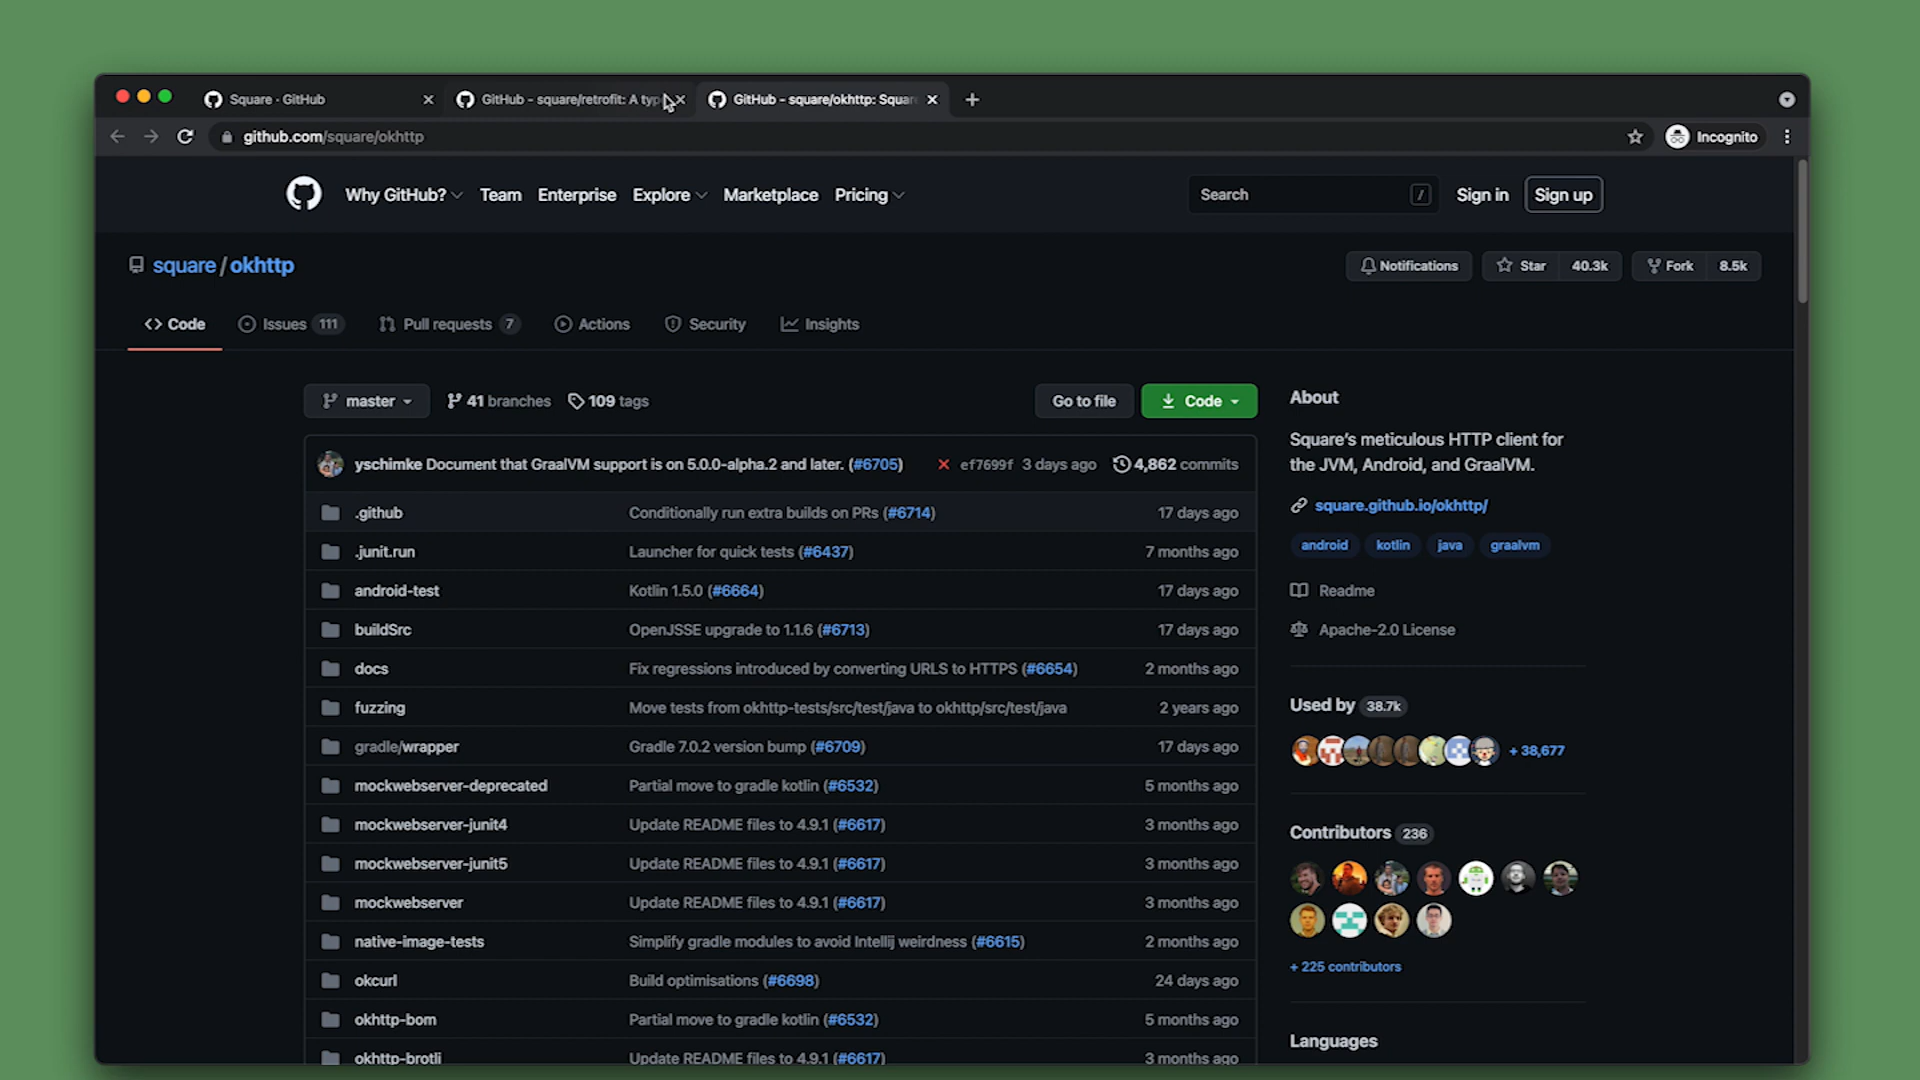 Square · GitHub
GitHub - square/retrofit: A typ
GitHub - square/okhttp: Square
github.com/square/okhttp
Incognito
Why GitHub? Team Enterprise Explore Marketplace Pricing
Search /
Sign in
Sign up
square / okhttp
Notifications
Star 40.3k
Fork 8.5k
Code
Issues 111
Pull requests 7
Actions
Security
Insights
master 41 branches 109 tags
Go to file
Code
yschimke Document that GraalVM support is on 5.0.0-alpha.2 and later. (#6705) ef7699f 3 days ago 4,862 commits
.github Conditionally run extra builds on PRs (#6714) 17 days ago
.junit.run Launcher for quick tests (#6437) 7 months ago
android-test Kotlin 1.5.0 (#6664) 17 days ago
buildSrc OpenJSSE upgrade to 1.1.6 (#6713) 17 days ago
docs Fix regressions introduced by converting URLS to HTTPS (#6654) 2 months ago
fuzzing Move tests from okhttp-tests/src/test/java to okhttp/src/test/java 2 years ago
gradle/wrapper Gradle 7.0.2 version bump (#6709) 17 days ago
mockwebserver-deprecated Partial move to gradle kotlin (#6532) 5 months ago
mockwebserver-junit4 Update README files to 4.9.1 (#6617) 3 months ago
mockwebserver-junit5 Update README files to 4.9.1 (#6617) 3 months ago
mockwebserver Update README files to 4.9.1 (#6617) 3 months ago
native-image-tests Simplify gradle modules to avoid Intellij weirdness (#6615) 2 months ago
okcurl Build optimisations (#6698) 24 days ago
okhttp-bom Partial move to gradle kotlin (#6532) 5 months ago
okhttp-brotli Update README files to 4.9.1 (#6617) 3 months ago
About
Square's meticulous HTTP client for
the JVM, Android, and GraalVM.
square.github.io/okhttp/
android kotlin java graalvm
Readme
Apache-2.0 License
Used by 38.7k
+ 38,677
Contributors 236
+ 225 contributors
Languages